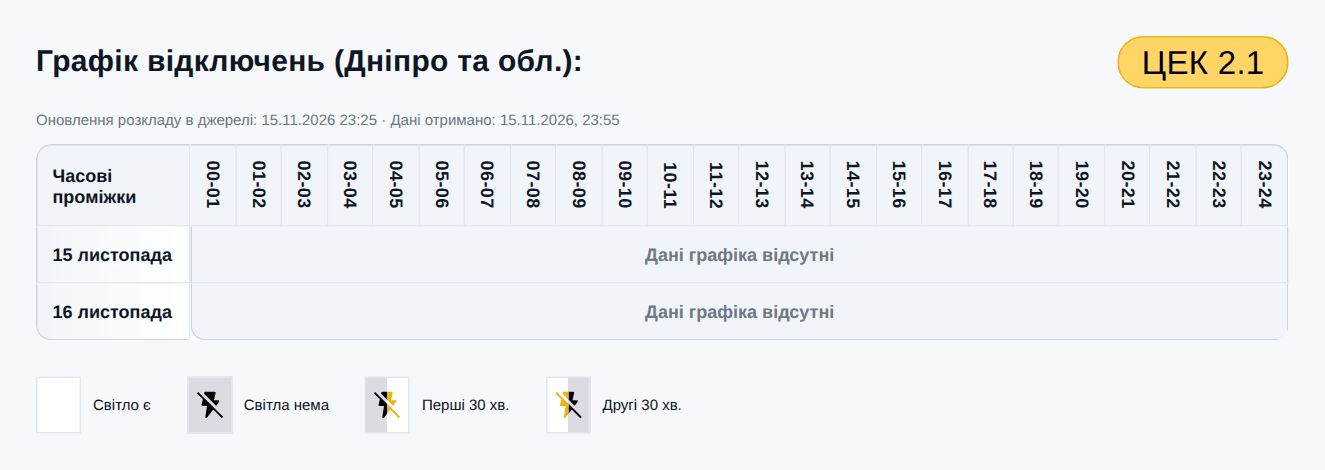 Графік відключень (Дніпро та обл.):
ЦЕК 2.1
Оновлення розкладу в джерелі: 15.11.2026 23:25 · Дані отримано: 15.11.2026, 23:55
Часові
проміжки
00-01
01-02
02-03
03-04
04-05
05-06
06-07
07-08
08-09
09-10
10-11
11-12
12-13
13-14
14-15
15-16
16-17
17-18
18-19
19-20
20-21
21-22
22-23
23-24
15 листопада
Дані графіка відсутні
16 листопада
Дані графіка відсутні
Світло є
Світла нема
Перші 30 хв.
Другі 30 хв.